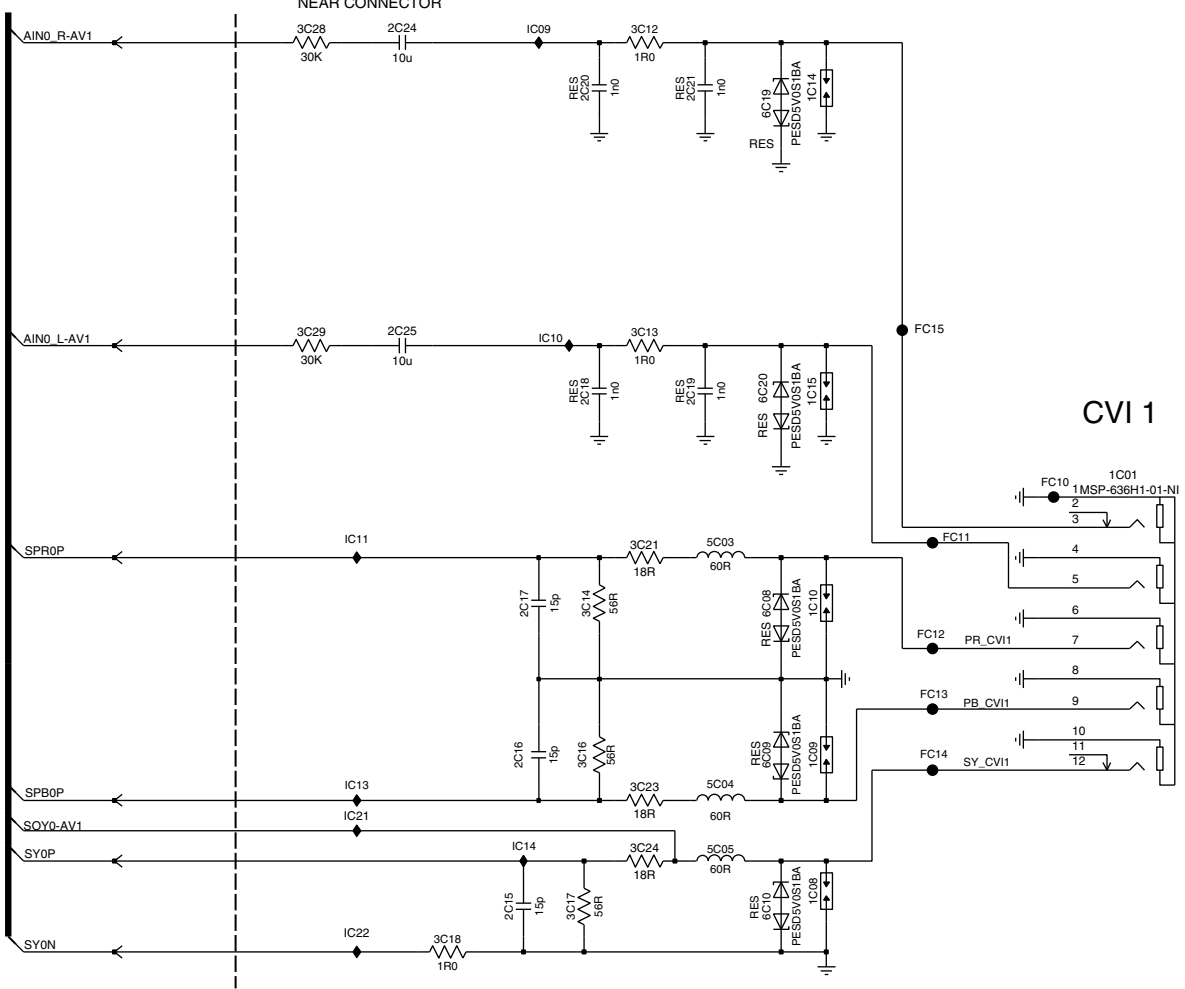 NEAR CONNECTOR
AIN0_R-AV1
3C28
30K
2C24
10u
IC09
3C12
1R0
RES
2C20
1n0
RES
2C21
1n0
6C19
PESD5V0S1BA
RES
1C14
AIN0_L-AV1
3C29
30K
2C25
10u
IC10
3C13
1R0
RES
2C18
1n0
RES
2C19
1n0
RES
6C20
PESD5V0S1BA
1C15
FC15
CVI 1
1C01
MSP-636H1-01-NI
FC10
1
2
3
4
5
6
7
8
9
10
11
12
FC11
SPR0P
IC11
3C21
18R
5C03
60R
2C17
15p
3C14
56R
RES
6C08
PESD5V0S1BA
1C10
FC12
PR_CVI1
FC13
PB_CVI1
FC14
SY_CVI1
2C16
15p
3C16
56R
RES
6C09
PESD5V0S1BA
1C09
SPB0P
IC13
3C23
18R
5C04
60R
SOY0-AV1
IC21
SY0P
IC14
3C24
18R
5C05
60R
2C15
15p
3C17
56R
RES
6C10
PESD5V0S1BA
1C08
SY0N
IC22
3C18
1R0